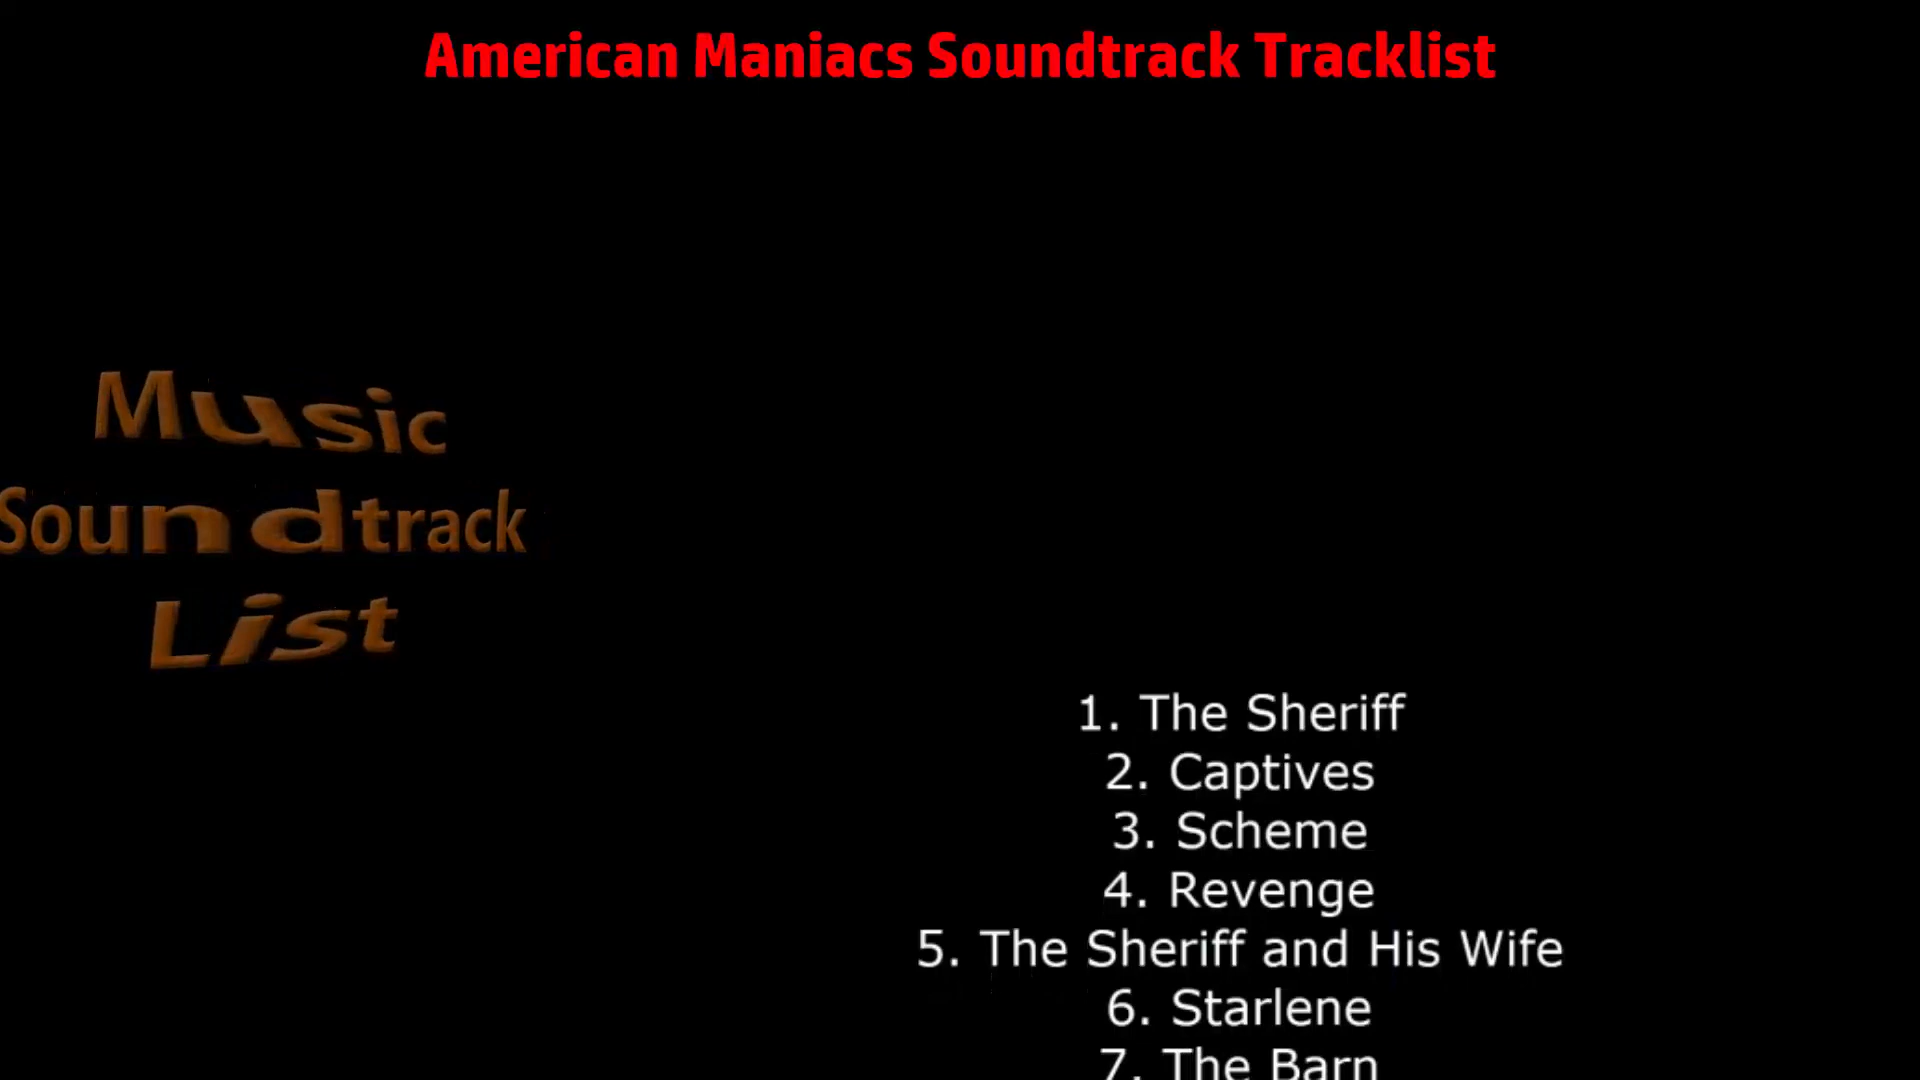 American Maniacs Soundtrack Tracklist
Music
Soundtrack
List
1. The Sheriff
2. Captives
3. Scheme
4. Revenge
5. The Sheriff and His Wife
6. Starlene
7. The Barn